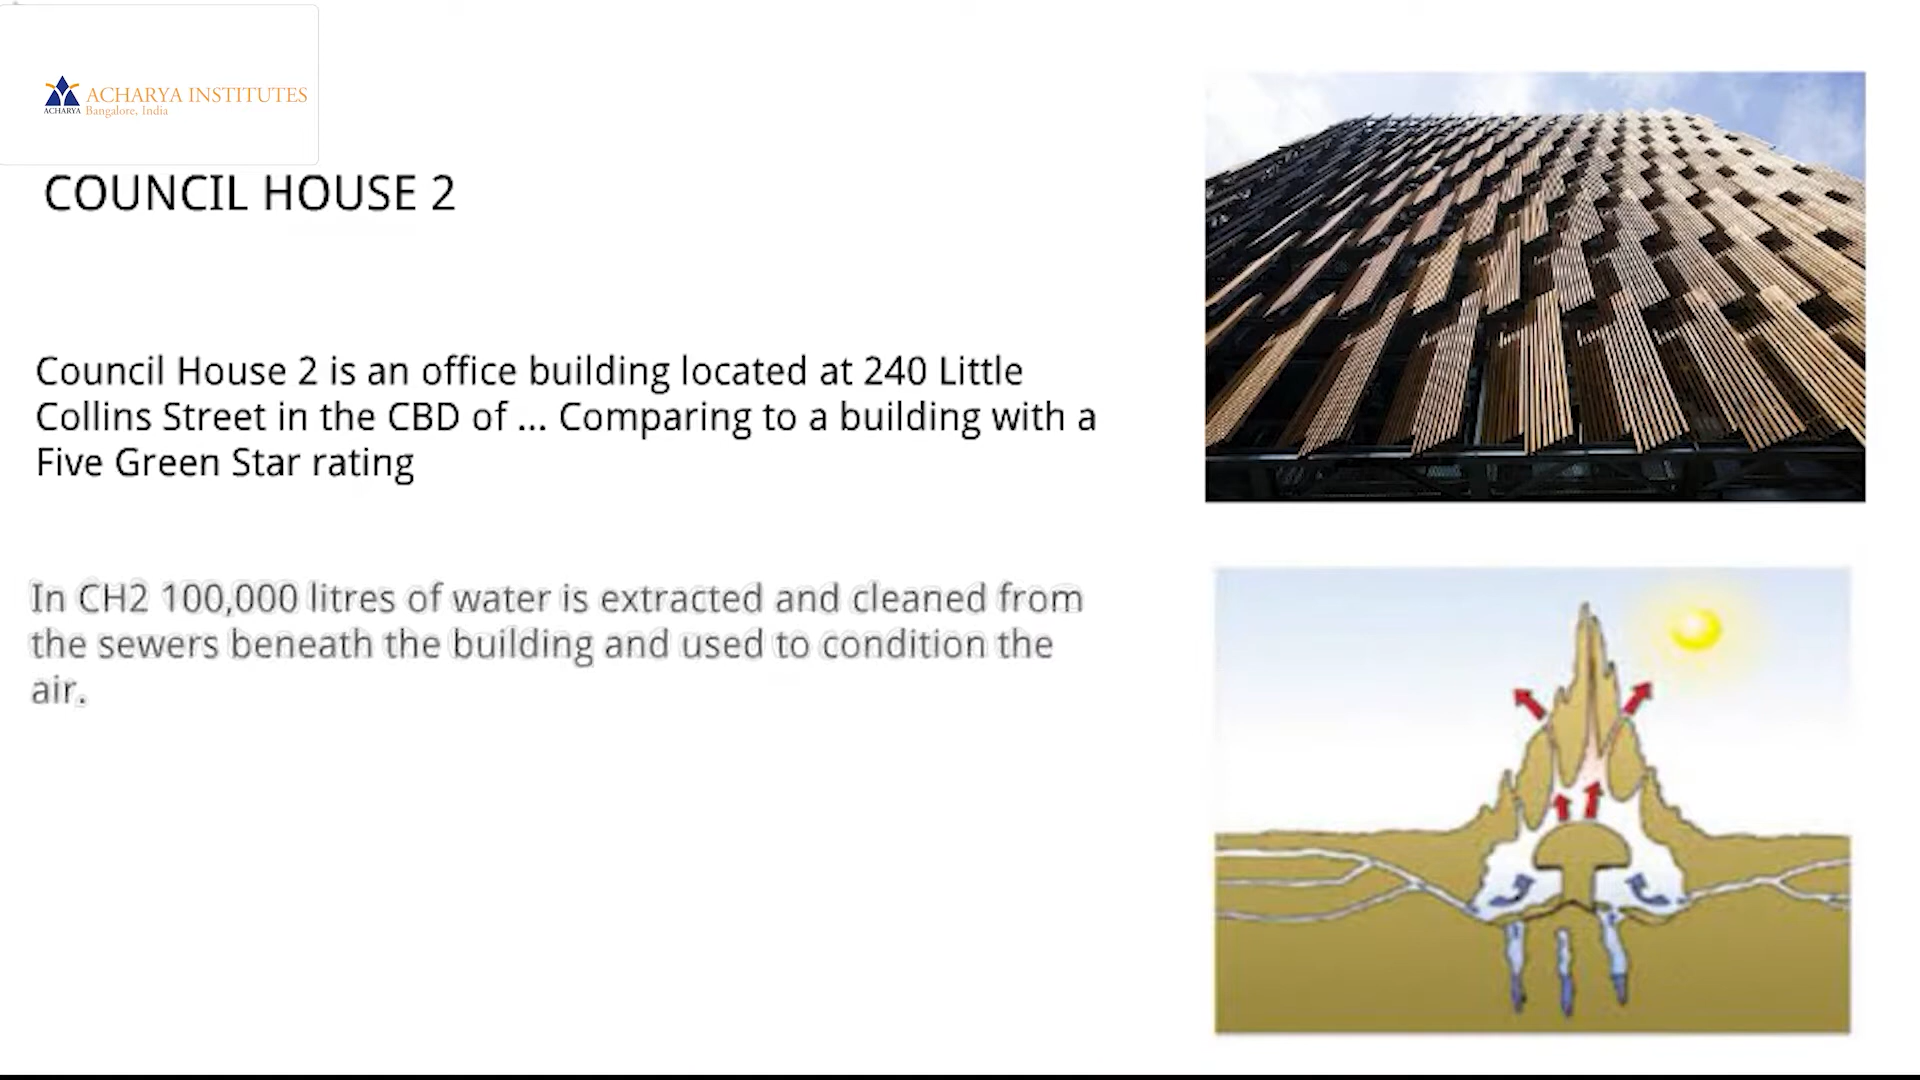 ACHARYA INSTITUTES
ACHARYA Bangalore, India
COUNCIL HOUSE 2
Council House 2 is an office building located at 240 Little
Collins Street in the CBD of ... Comparing to a building with a
Five Green Star rating
In CH2 100,000 litres of water is extracted and cleaned from
the sewers beneath the building and used to condition the
air.